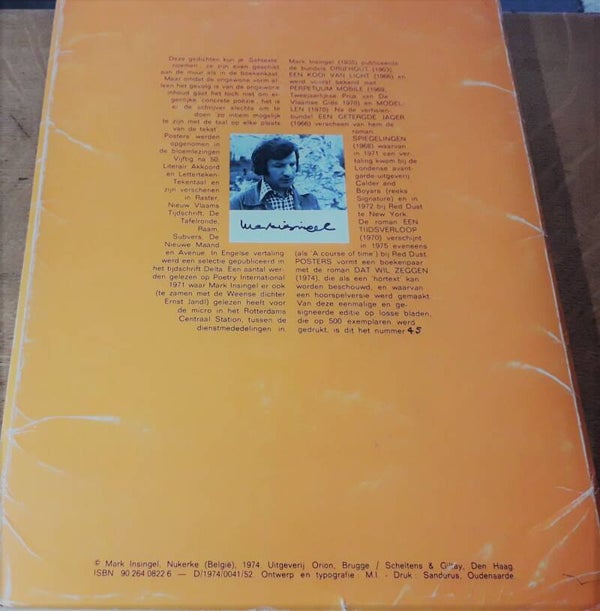 Deze gedichten kun je 'Sehtexte'
noemen: ze zijn even geschikt
aan de muur als in de boekenkast.
Maar omdat de ongewone vorm al-
leen het gevolg is van de ongewone
inhoud gaat het toch niet om ei-
genlijke concrete poëzie: het is
er de schrijver slechts om te
doen zo intiem mogelijk
te zijn met de taal op elke plaats
van de tekst.
Posters werden
opgenomen in
de bloemlezingen
Vijftig na 50,
Literair Akkoord
en Letterteken-
Tekentaal en
zijn verschenen
in Raster,
Nieuw Vlaams
Tijdschrift, De
Tafelronde,
Raam,
Subvers, De
Nieuwe Maand
en Avenue. In Engelse vertaling
werd een selectie gepubliceerd in
het tijdschrift Delta. Een aantal wer-
den gelezen op Poetry International
1971 waar Mark Insingel er ook
(te zamen met de Weense dichter
Ernst Jandl) gelezen heeft voor
de micro in het Rotterdams
Centraal Station, tussen de
dienstmededelingen in.
Mark Insingel (1935) publiceerde
de bundels DRIJFHOUT (1963),
EEN KOOI VAN LICHT (1966) en
werd vooral bekend met
PERPETUUM MOBILE (1969,
Tweejaarlijkse Prijs van De
Vlaamse Gids 1970) en MODEL-
LEN (1970). Na de verhalen-
bundel EEN GETERGDE JAGER
(1966) verscheen van hem de
roman
SPIEGELINGEN
(1968) waarvan
in 1971 een ver-
taling kwam bij de
Londense avant-
garde-uitgeverij
Calder and
Boyars (reeks
Signature) en in
1972 bij Red Dust
te New York.
De roman EEN
TIJDSVERLOOP
(1970) verschijnt
in 1975 eveneens
(als 'A course of time') bij Red Dust.
POSTERS vormt een boekenpaar
met de roman DAT WIL ZEGGEN
(1974), die als een 'hortext' kan
worden beschouwd, en waarvan
een hoorspelversie werd gemaakt.
Van deze eenmalige en ge-
signeerde editie op losse bladen,
die op 500 exemplaren werd
gedrukt, is dit het nummer 45
Mark Insingel
© Mark Insingel, Nukerke (België), 1974. Uitgeverij Orion, Brugge / Scheltens & Giltay, Den Haag.
ISBN 90 264 0822 6 — D/1974/0041/52. Ontwerp en typografie : M.I. - Druk : Sandurus, Oudenaarde.